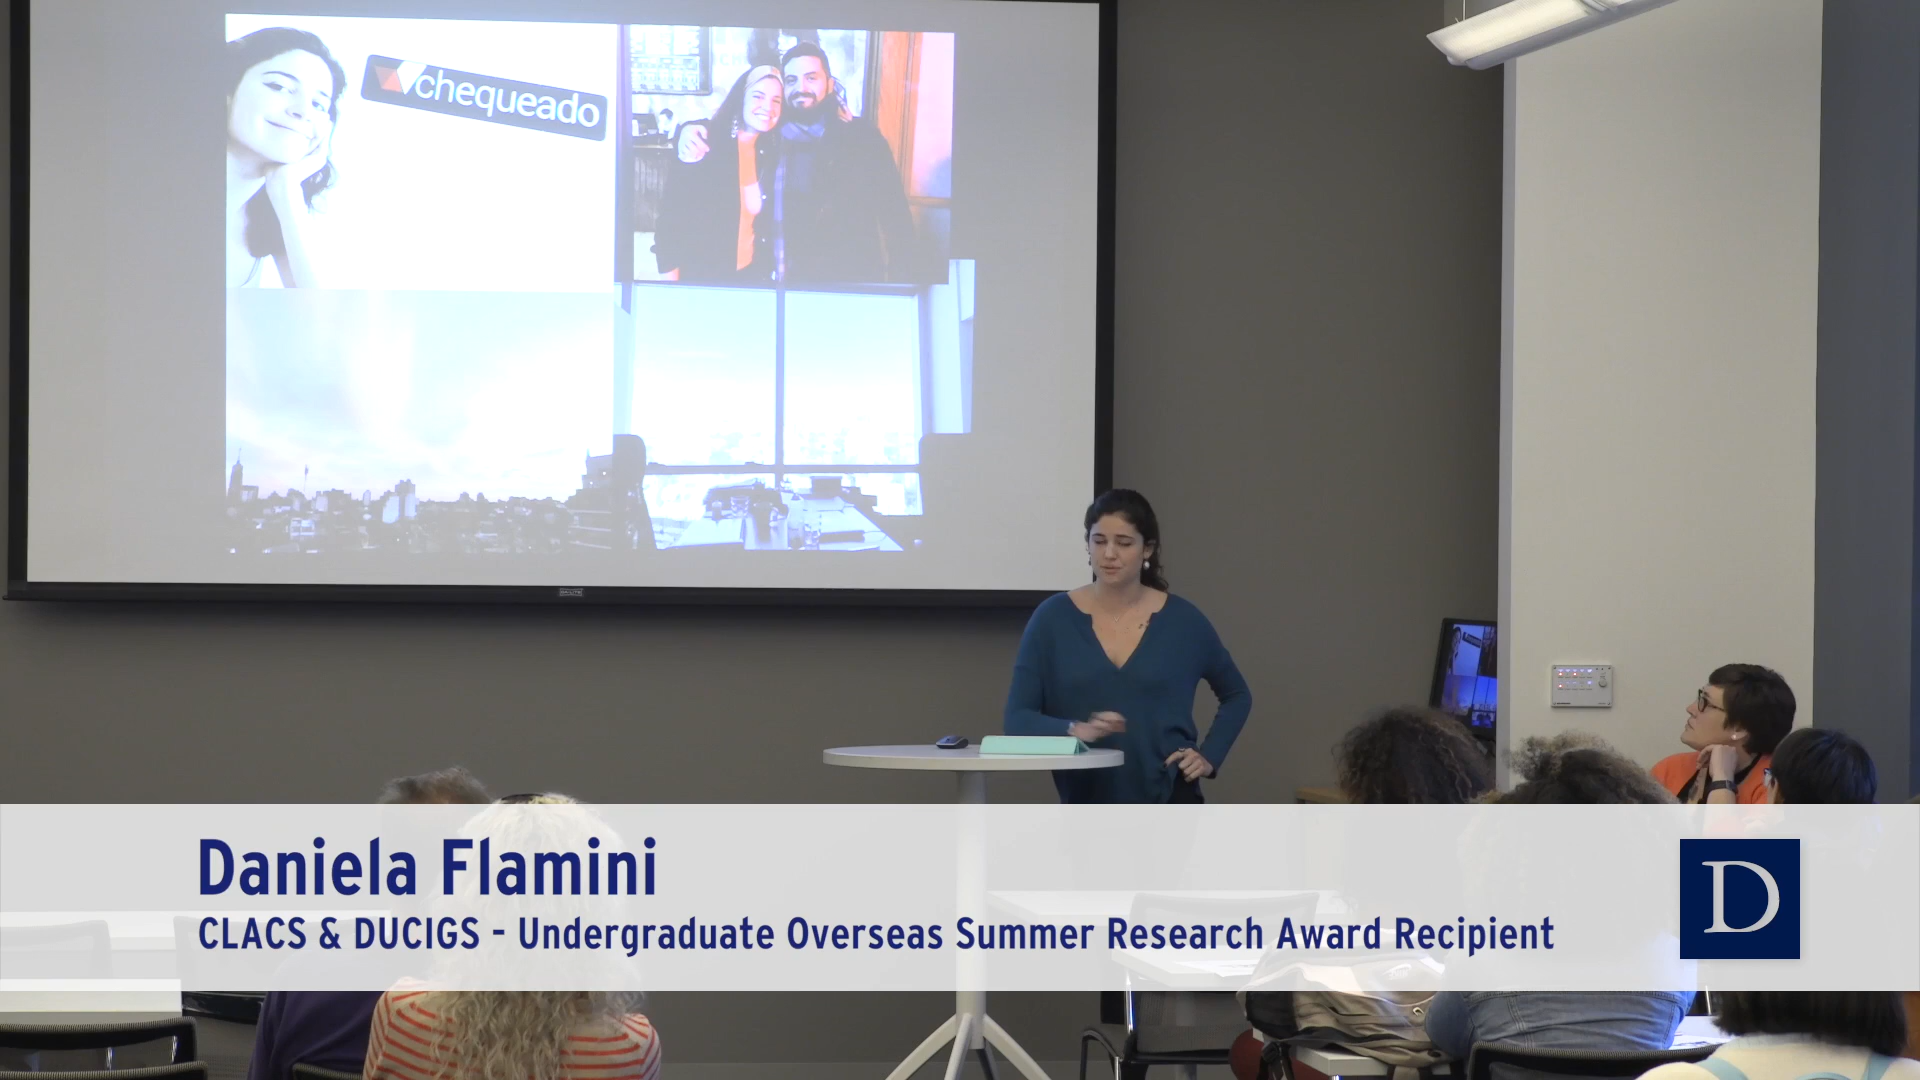 chequeado
Daniela Flamini
CLACS & DUCIGS - Undergraduate Overseas Summer Research Award Recipient
D